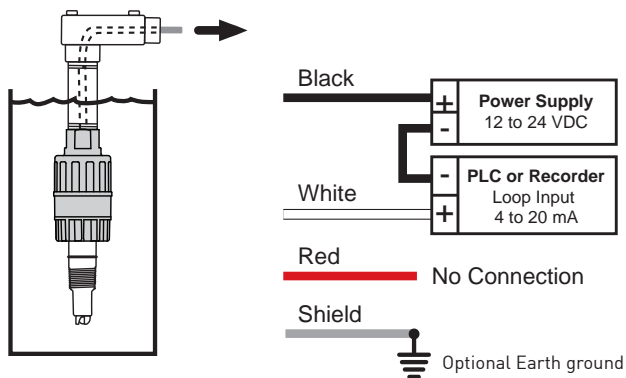 Black
+ Power Supply
- 12 to 24 VDC
- PLC or Recorder
Loop Input
White
+ 4 to 20 mA
Red
No Connection
Shield
Optional Earth ground